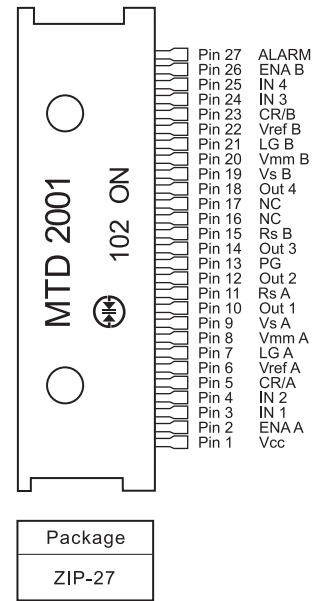 MTD 2001
102 ON
Pin 27 ALARM
Pin 26 ENA B
Pin 25 IN 4
Pin 24 IN 3
Pin 23 CR/B
Pin 22 Vref B
Pin 21 LG B
Pin 20 Vmm B
Pin 19 Vs B
Pin 18 Out 4
Pin 17 NC
Pin 16 NC
Pin 15 Rs B
Pin 14 Out 3
Pin 13 PG
Pin 12 Out 2
Pin 11 Rs A
Pin 10 Out 1
Pin 9 Vs A
Pin 8 Vmm A
Pin 7 LG A
Pin 6 Vref A
Pin 5 CR/A
Pin 4 IN 2
Pin 3 IN 1
Pin 2 ENA A
Pin 1 Vcc
Package
ZIP-27